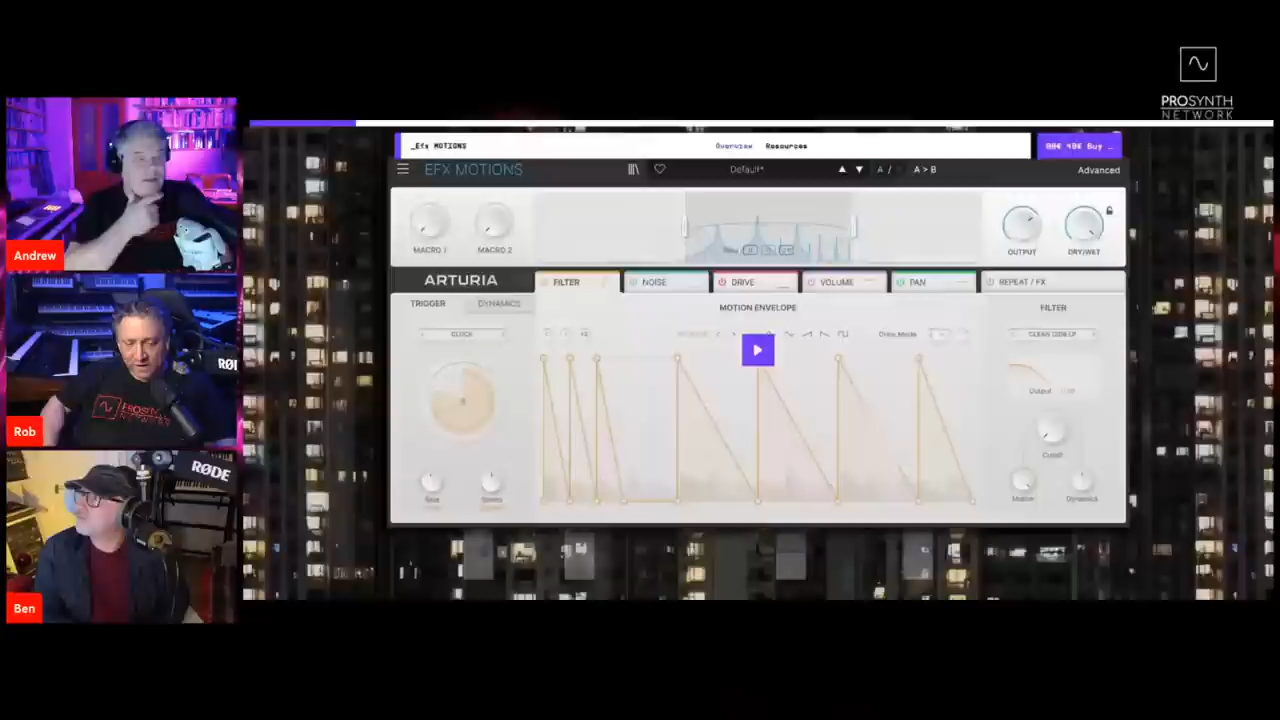 PROSYNTH
NETWORK
_Efx MOTIONS
Overview Resources
EFX MOTIONS
Default*
A /
A > B
Advanced
MACRO 1
MACRO 2
OUTPUT
DRY/WET
ARTURIA
FILTER
NOISE
DRIVE
VOLUME
PAN
REPEAT / FX
TRIGGER
DYNAMICS
MOTION ENVELOPE
FILTER
CLOCK
Output
Cutoff
Motion
Dynamics
Andrew
Rob
Ben
RØDE